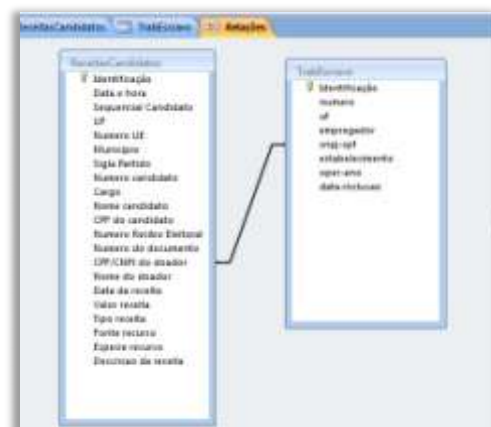 ReceitasCandidatos TrabEscravo Relações
ReceitasCandidatos
Identificação
Data e hora
Sequencial Candidato
UF
Numero UE
Municipio
Sigla Partido
Numero candidato
Cargo
Nome candidato
CPF do candidato
Numero Recibo Eleitoral
Numero do documento
CPF/CNPJ do doador
Nome do doador
Data da receita
Valor receita
Tipo receita
Fonte recurso
Especie recurso
Descricao da receita
TrabEscravo
Identificação
numero
uf
empregador
cnpj-cpf
estabelecimento
oper-ano
data-inclusao